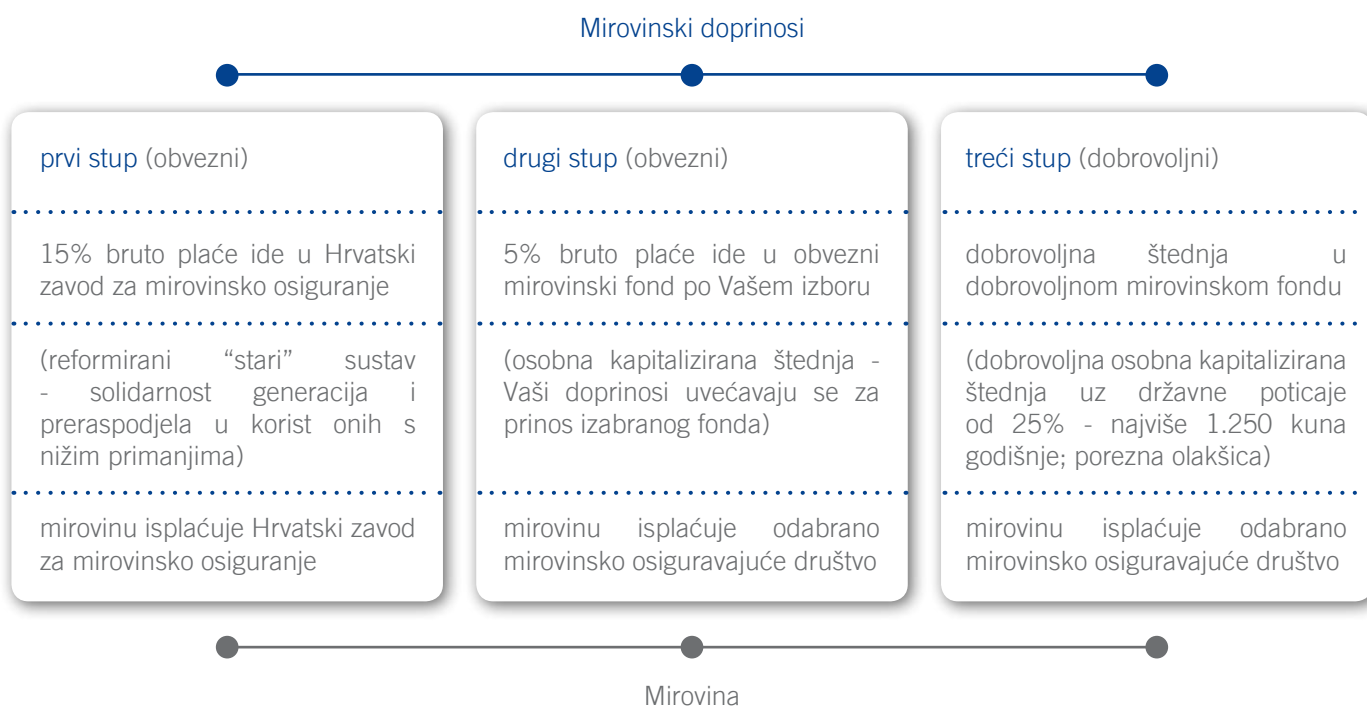 Mirovinski doprinosi
prvi stup (obvezni)
15% bruto plaće ide u Hrvatski
zavod za mirovinsko osiguranje
(reformirani “stari” sustav
- solidarnost generacija i
preraspodjela u korist onih s
nižim primanjima)
mirovinu isplaćuje Hrvatski zavod
za mirovinsko osiguranje
drugi stup (obvezni)
5% bruto plaće ide u obvezni
mirovinski fond po Vašem izboru
(osobna kapitalizirana štednja -
Vaši doprinosi uvećavaju se za
prinos izabranog fonda)
mirovinu isplaćuje odabrano
mirovinsko osiguravajuće društvo
treći stup (dobrovoljni)
dobrovoljna štednja u
dobrovoljnom mirovinskom fondu
(dobrovoljna osobna kapitalizirana
štednja uz državne poticaje
od 25% - najviše 1.250 kuna
godišnje; porezna olakšica)
mirovinu isplaćuje odabrano
mirovinsko osiguravajuće društvo
Mirovina